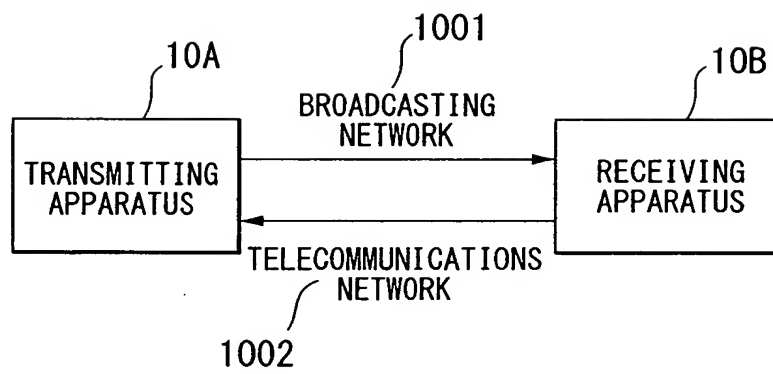 1001
10A
10B
BROADCASTING
NETWORK
TRANSMITTING
APPARATUS
RECEIVING
APPARATUS
TELECOMMUNICATIONS
NETWORK
1002